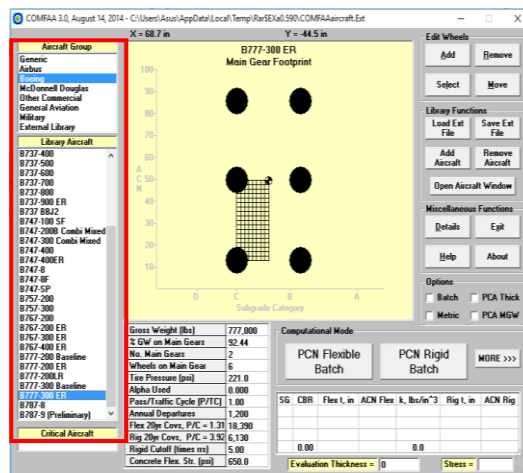 COMFAA 3.0, August 14, 2014 - C:\Users\Asus\AppData\Local\Temp\Rar$EXa0.590\COMFAAaircraft.Ext
Aircraft Group
Generic
Airbus
Boeing
McDonnell Douglas
Other Commercial
General Aviation
Military
External Library
Library Aircraft
B737-400
B737-500
B737-600
B737-700
B737-800
B737-900 ER
B737 BBJ2
B747-100 SF
B747-200B Combi Mixed
B747-300 Combi Mixed
B747-400
B747-400ER
B747-8
B747-8F
B747-SP
B757-200
B757-300
B767-200
B767-200 ER
B767-300 ER
B767-400 ER
B777-200 Baseline
B777-200 ER
B777-200LR
B777-300 Baseline
B777-300 ER
B787-8
B787-9 (Preliminary)
Critical Aircraft
X = 68.7 in
Y = -44.5 in
B777-300 ER
Main Gear Footprint
100-
90-
80-
70-
60-
50-
40-
30-
20-
10-
A
C
N
D C B A
Subgrade Category
Gross Weight (lbs) 777,000
% GW on Main Gears 92.44
No. Main Gears 2
Wheels on Main Gear 6
Tire Pressure (psi) 221.0
Alpha Used 0.000
Pass/Traffic Cycle (P/TC) 1.00
Annual Departures 1,200
Flex 20yr Covs, P/C = 1.31 18,390
Rig 20yr Covs, P/C = 3.92 6,130
Rigid Cutoff (times rs) 5.00
Concrete Flex. Str. (psi) 650.0
Computational Mode
PCN Flexible Batch
PCN Rigid Batch
MORE >>>
SG CBR Flex t, in ACN Flex k, lbs/in^3 Rig t, in ACN Rig
0.00 0.0
Evaluation Thickness = 0
Stress =
Edit Wheels
Add Remove
Select Move
Library Functions
Load Ext File
Save Ext File
Add Aircraft
Remove Aircraft
Open Aircraft Window
Miscellaneous Functions
Details Exit
Help About
Options
Batch PCA Thick
Metric PCA MGW